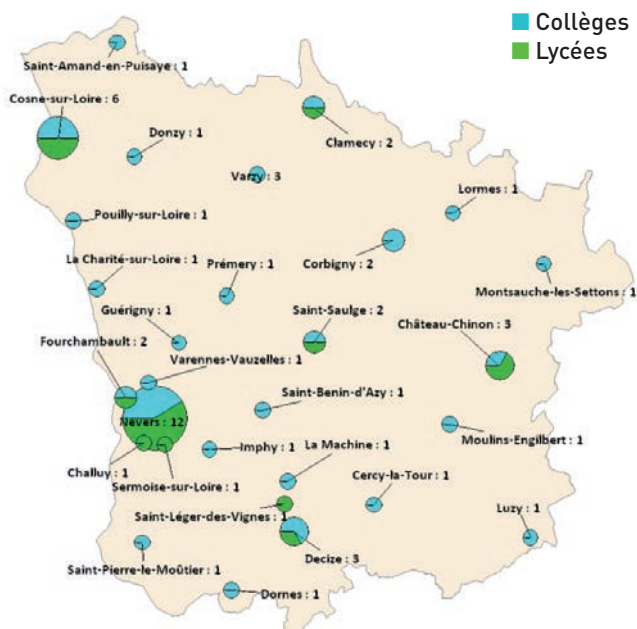 Collèges
Lycées
Saint-Amand-en-Puisaye : 1
Cosne-sur-Loire : 6
Donzy : 1
Clamecy : 2
Varzy : 3
Lormes : 1
Pouilly-sur-Loire : 1
La Charité-sur-Loire : 1
Prémery : 1
Corbigny : 2
Montsauche-les-Settons : 1
Guérigny : 1
Saint-Saulge : 2
Château-Chinon : 3
Fourchambault : 2
Varennes-Vauzelles : 1
Saint-Benin-d'Azy : 1
Nevers : 12
Moulins-Engilbert : 1
Imphy : 1
La Machine : 1
Challuy : 1
Sermoise-sur-Loire : 1
Cercy-la-Tour : 1
Saint-Léger-des-Vignes : 1
Luzy : 1
Decize : 3
Saint-Pierre-le-Moûtier : 1
Dornes : 1